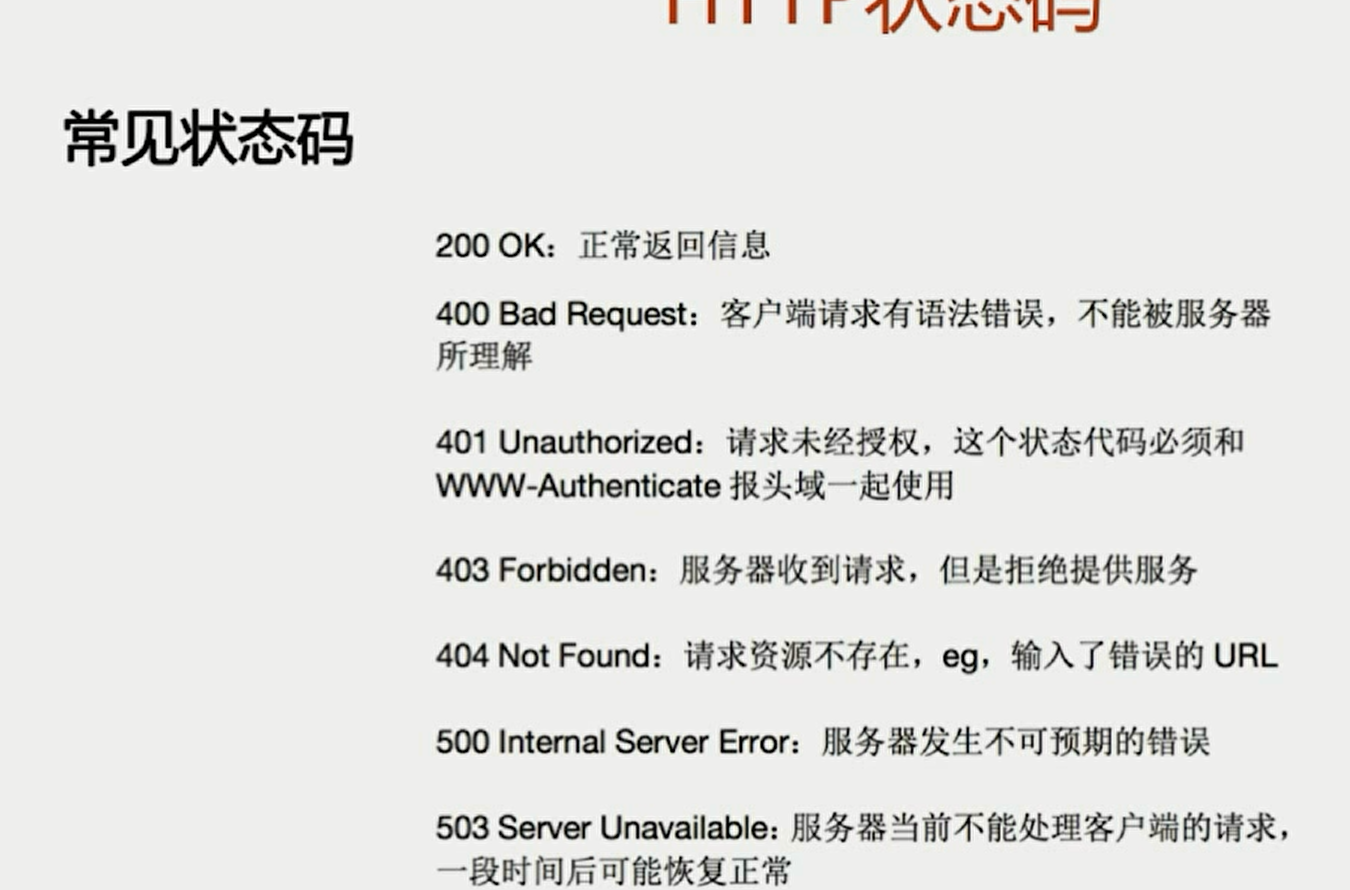 HTTP状态码
常见状态码
200 OK：正常返回信息
400 Bad Request：客户端请求有语法错误，不能被服务器
所理解
401 Unauthorized：请求未经授权，这个状态代码必须和
WWW-Authenticate 报头域一起使用
403 Forbidden：服务器收到请求，但是拒绝提供服务
404 Not Found：请求资源不存在，eg，输入了错误的 URL
500 Internal Server Error：服务器发生不可预期的错误
503 Server Unavailable：服务器当前不能处理客户端的请求，
一段时间后可能恢复正常